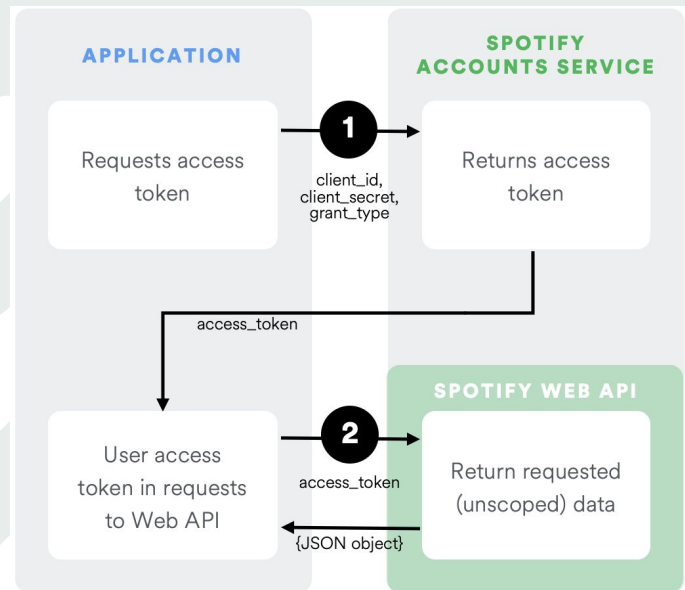 APPLICATION
SPOTIFY
ACCOUNTS SERVICE
Requests access
token
1
client_id,
client_secret,
grant_type
Returns access
token
access_token
SPOTIFY WEB API
User access
token in requests
to Web API
2
access_token
{JSON object}
Return requested
(unscoped) data